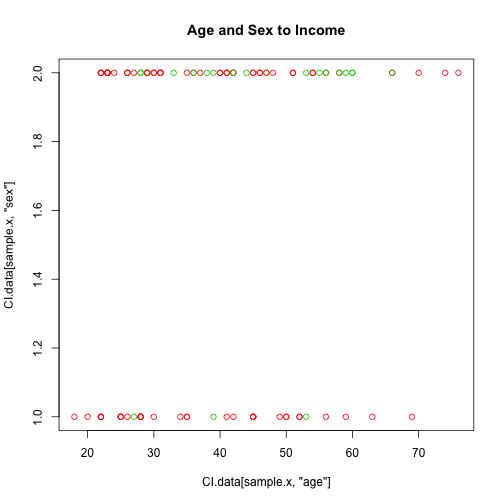 Age and Sex to Income
2.0
1.8
1.6
1.4
1.2
1.0
CI.data[sample.x, "sex"]
20 30 40 50 60 70
CI.data[sample.x, "age"]